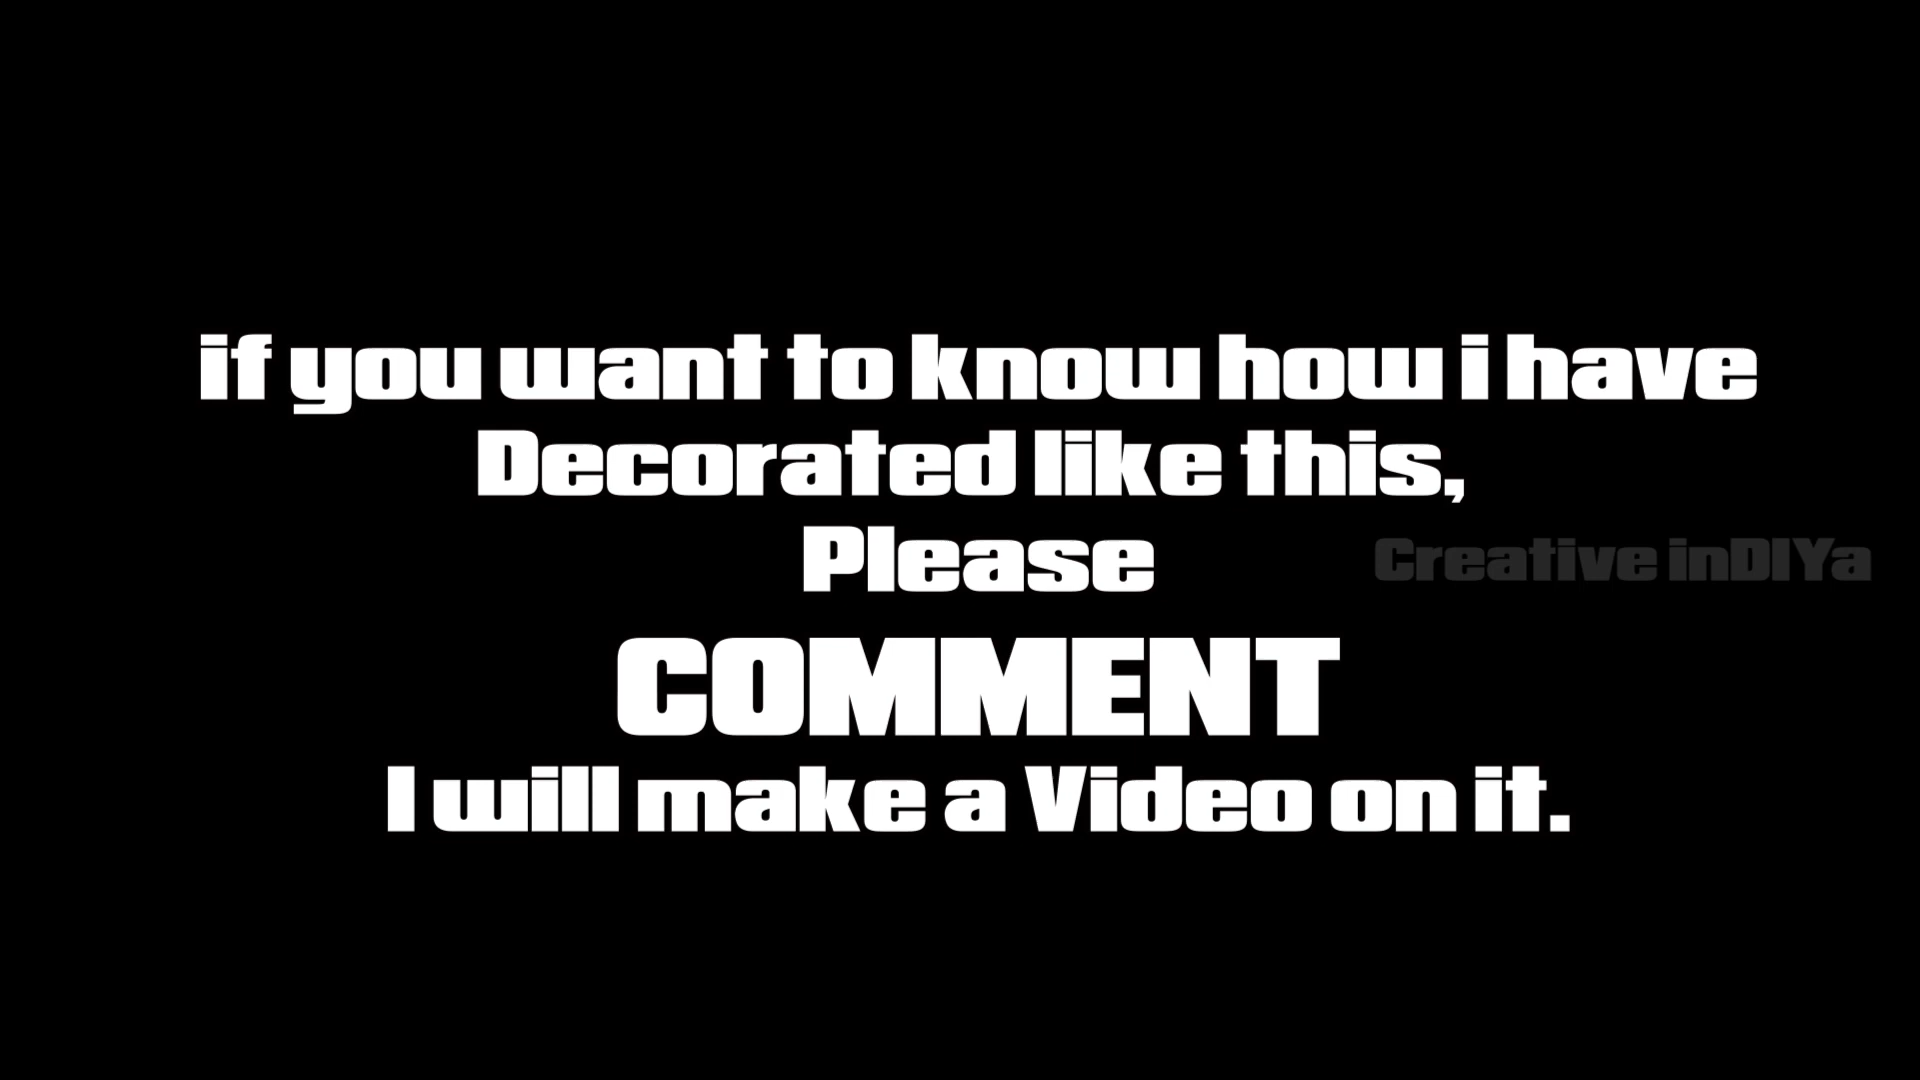 if you want to know how i have
Decorated like this,
Please
COMMENT
I will make a Video on it.
Creative inDIYa